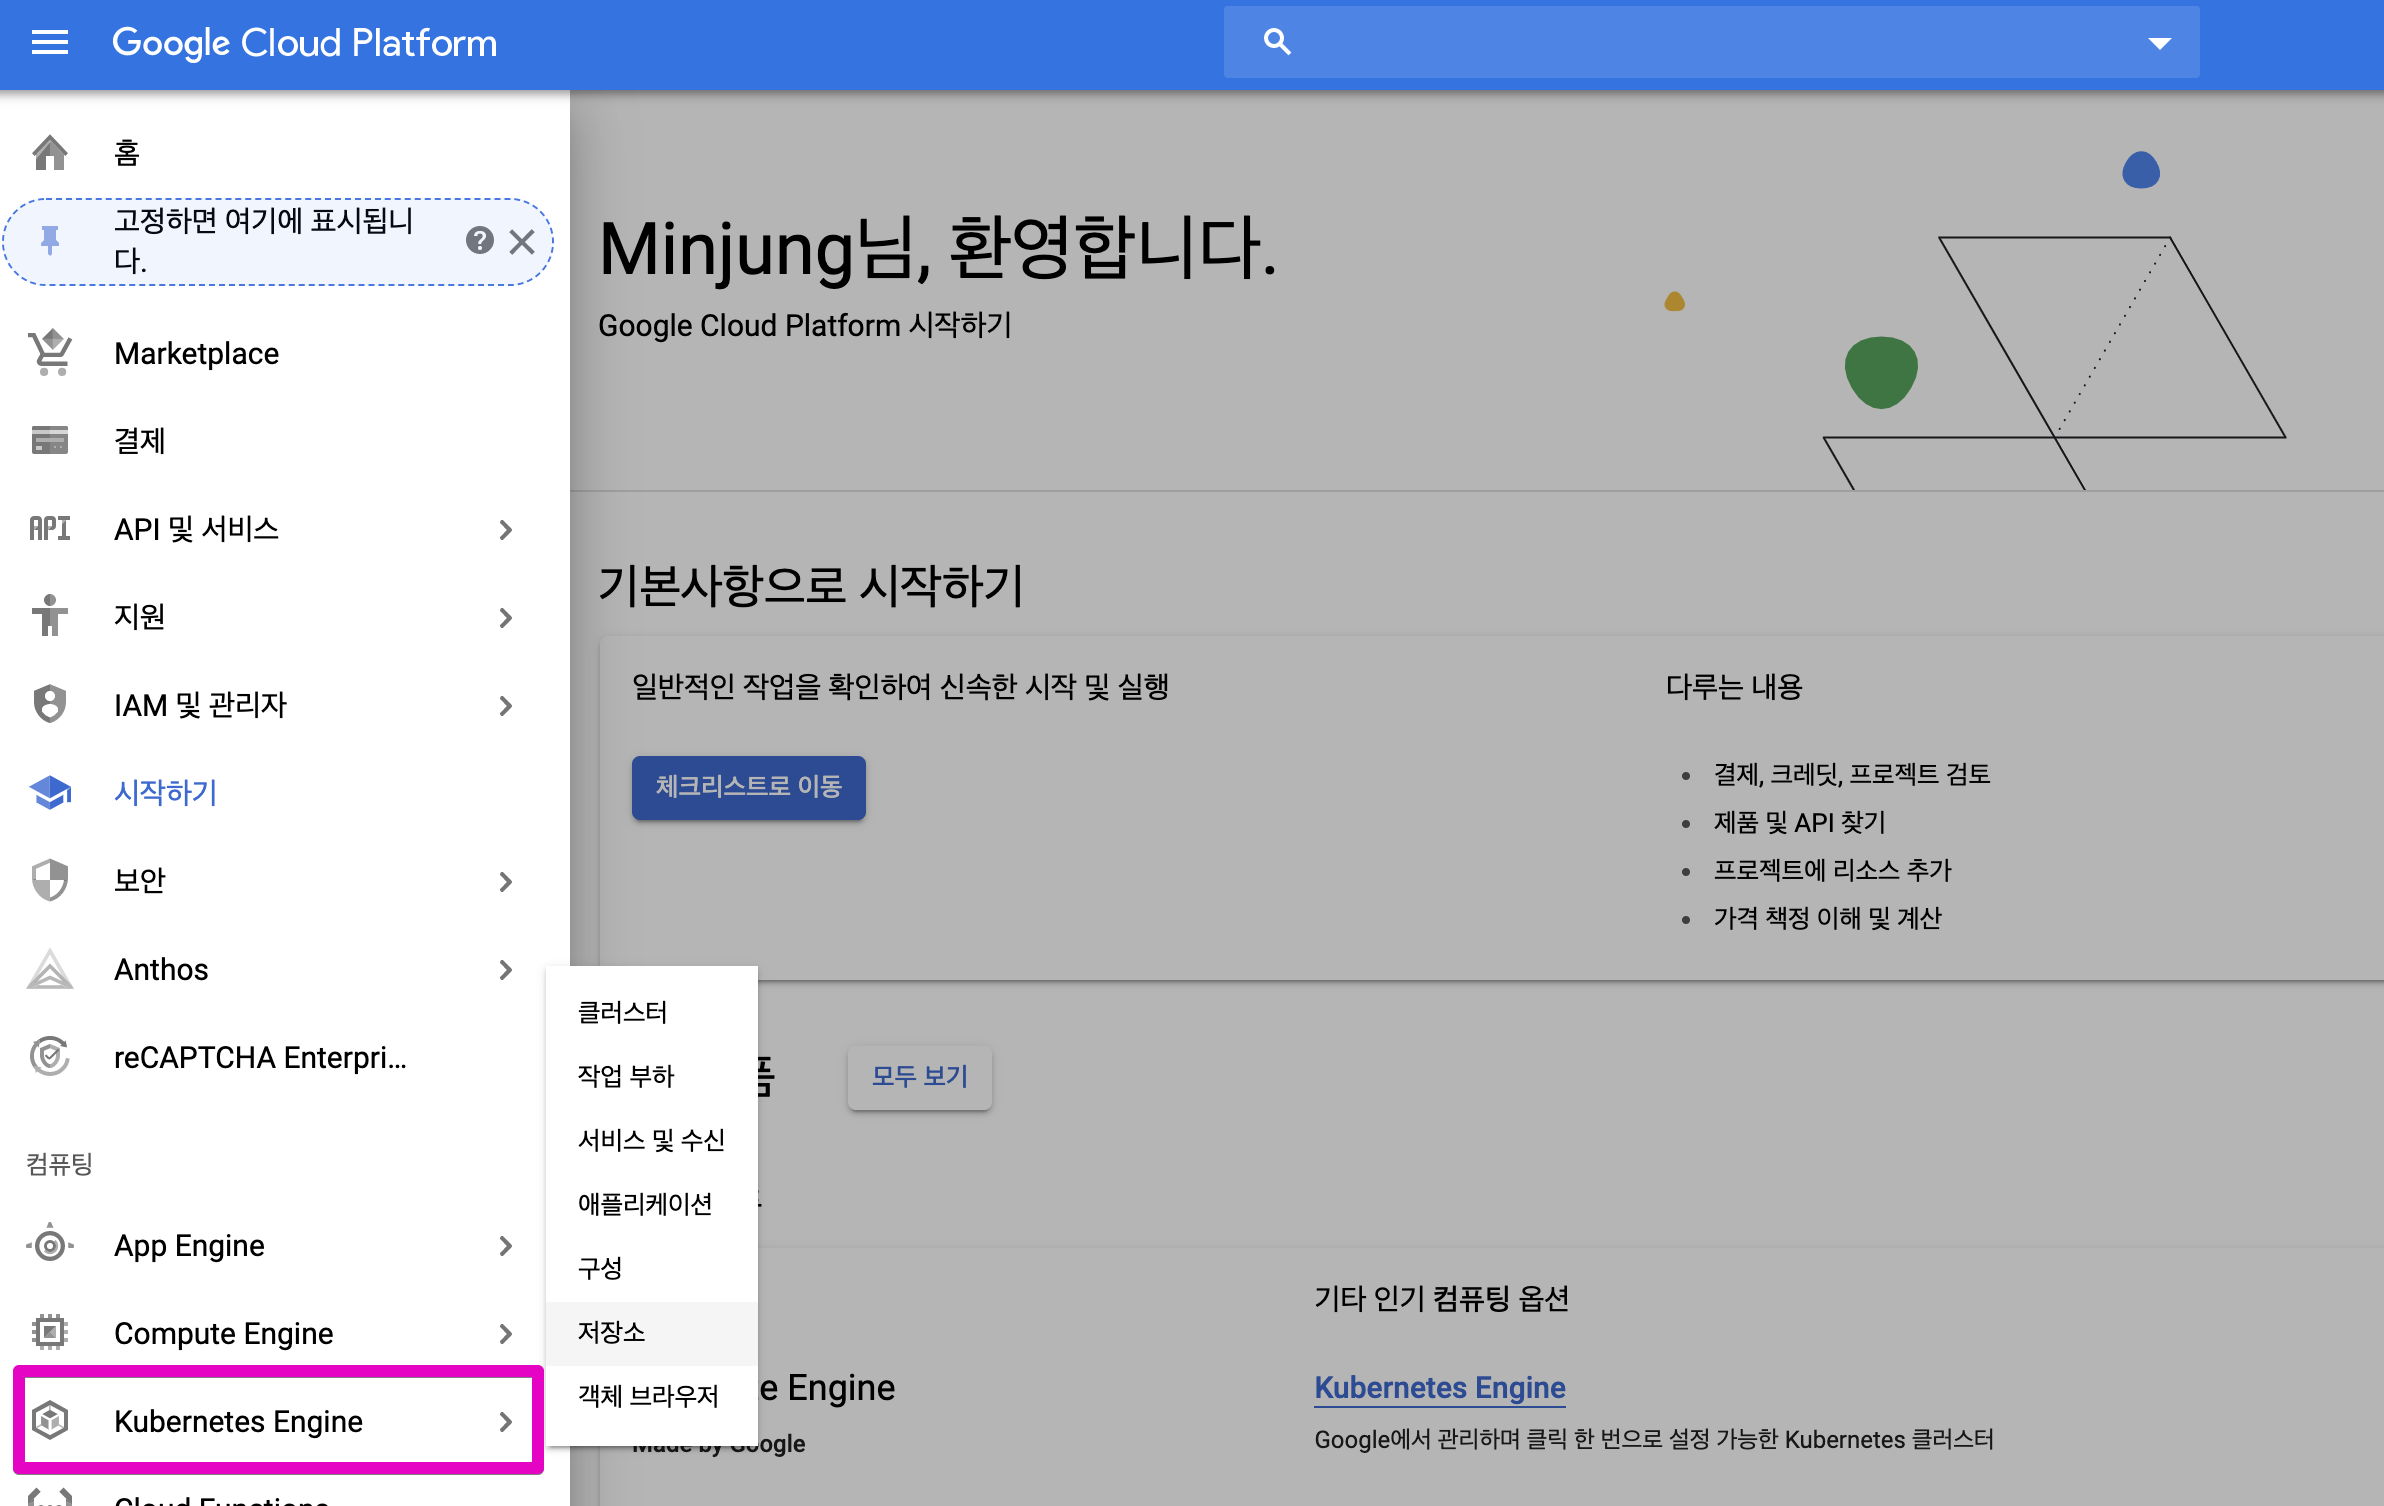 Google Cloud Platform
홈
고정하면 여기에 표시됩니
다.
Marketplace
결제
API
API 및 서비스
지원
IAM 및 관리자
시작하기
보안
Anthos
reCAPTCHA Enterpri...
컴퓨팅
App Engine
Compute Engine
Kubernetes Engine
Cloud Functions
클러스터
작업 부하
서비스 및 수신
애플리케이션
구성
저장소
객체 브라우저
Minjung님, 환영합니다.
Google Cloud Platform 시작하기
기본사항으로 시작하기
일반적인 작업을 확인하여 신속한 시작 및 실행
체크리스트로 이동
다루는 내용
결제, 크레딧, 프로젝트 검토
제품 및 API 찾기
프로젝트에 리소스 추가
가격 책정 이해 및 계산
모두 보기
e Engine
Made by Google
기타 인기 컴퓨팅 옵션
Kubernetes Engine
Google에서 관리하며 클릭 한 번으로 설정 가능한 Kubernetes 클러스터